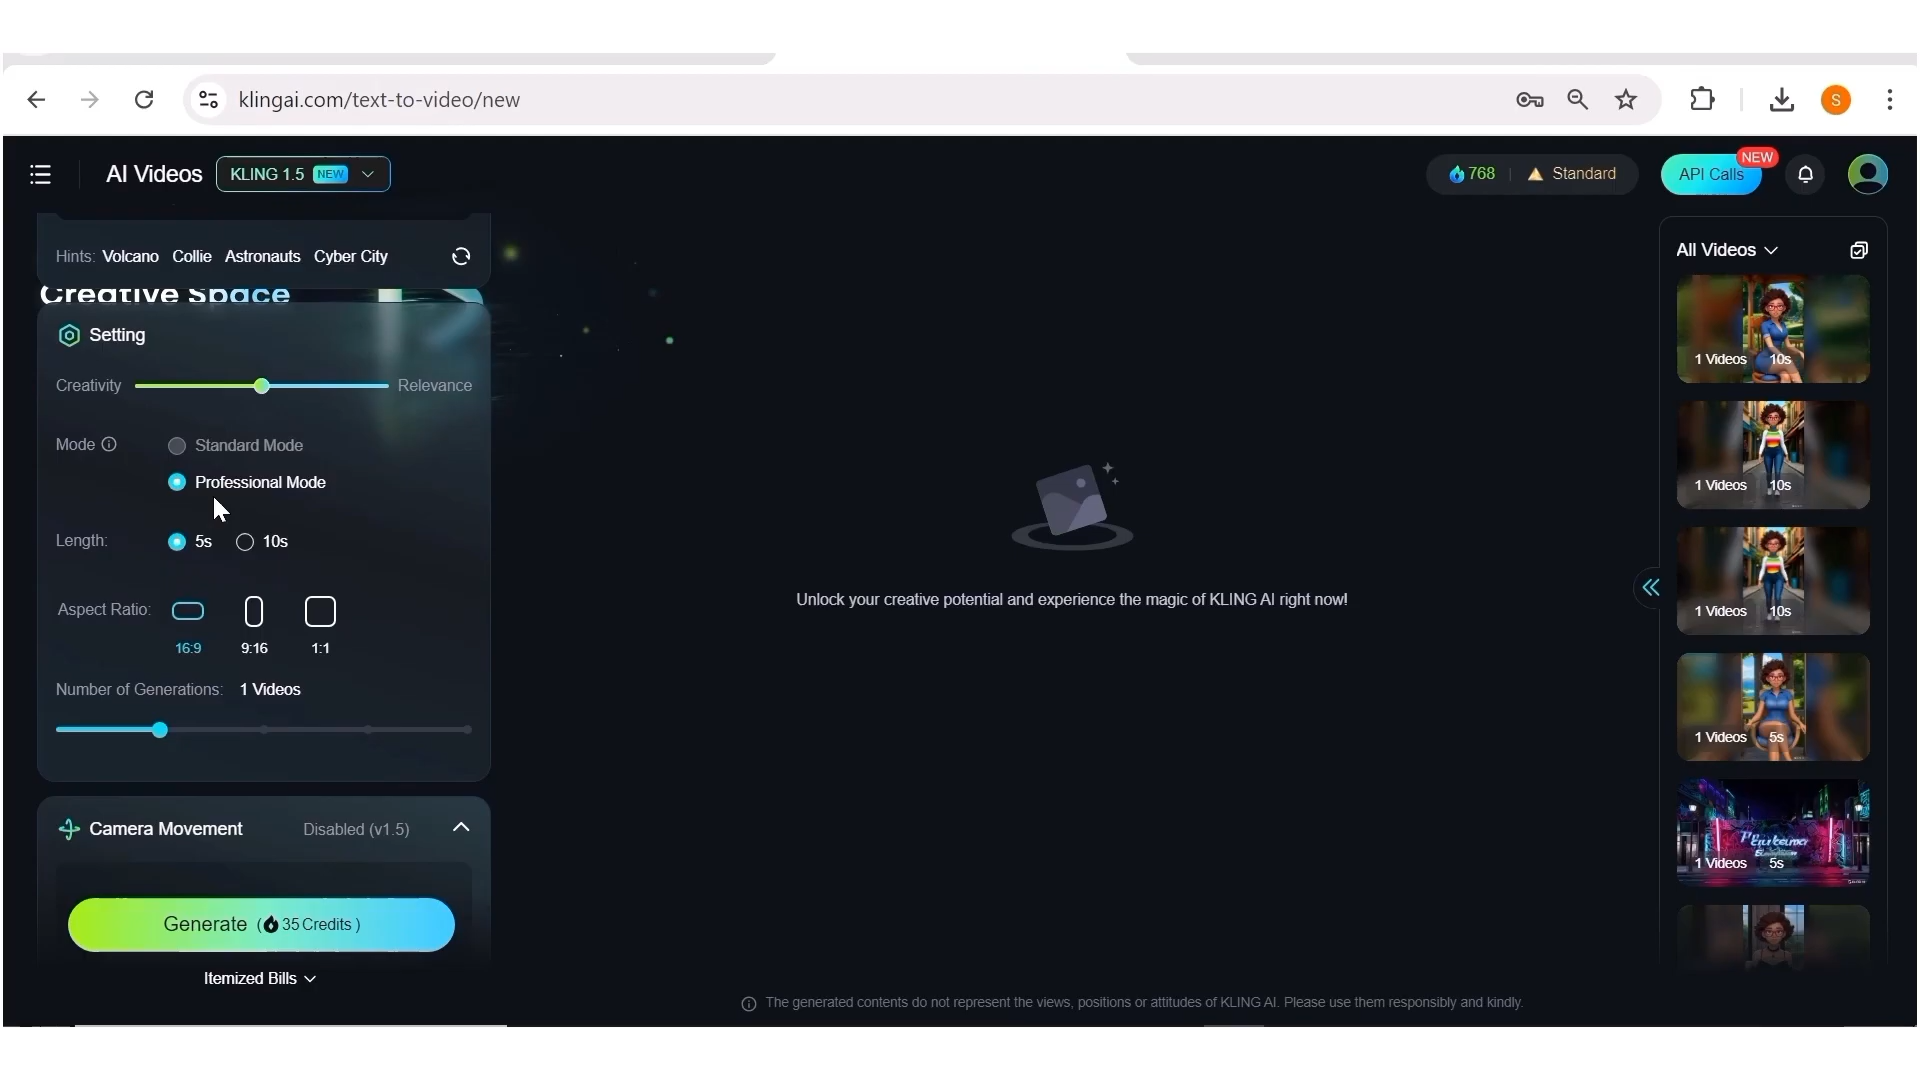 klingai.com/text-to-video/new
S
AI Videos
KLING 1.5 NEW
768
Standard
API Calls
NEW
Hints: Volcano Collie Astronauts Cyber City
Creative Space
Setting
Creativity
Relevance
Mode
Standard Mode
Professional Mode
Length:
5s
10s
Aspect Ratio:
16:9
9:16
1:1
Number of Generations: 1 Videos
Camera Movement
Disabled (v1.5)
Generate ( 35 Credits )
Itemized Bills
Unlock your creative potential and experience the magic of KLING AI right now!
The generated contents do not represent the views, positions or attitudes of KLING AI. Please use them responsibly and kindly.
All Videos
1 Videos 10s
1 Videos 10s
1 Videos 10s
1 Videos 5s
1 Videos 5s